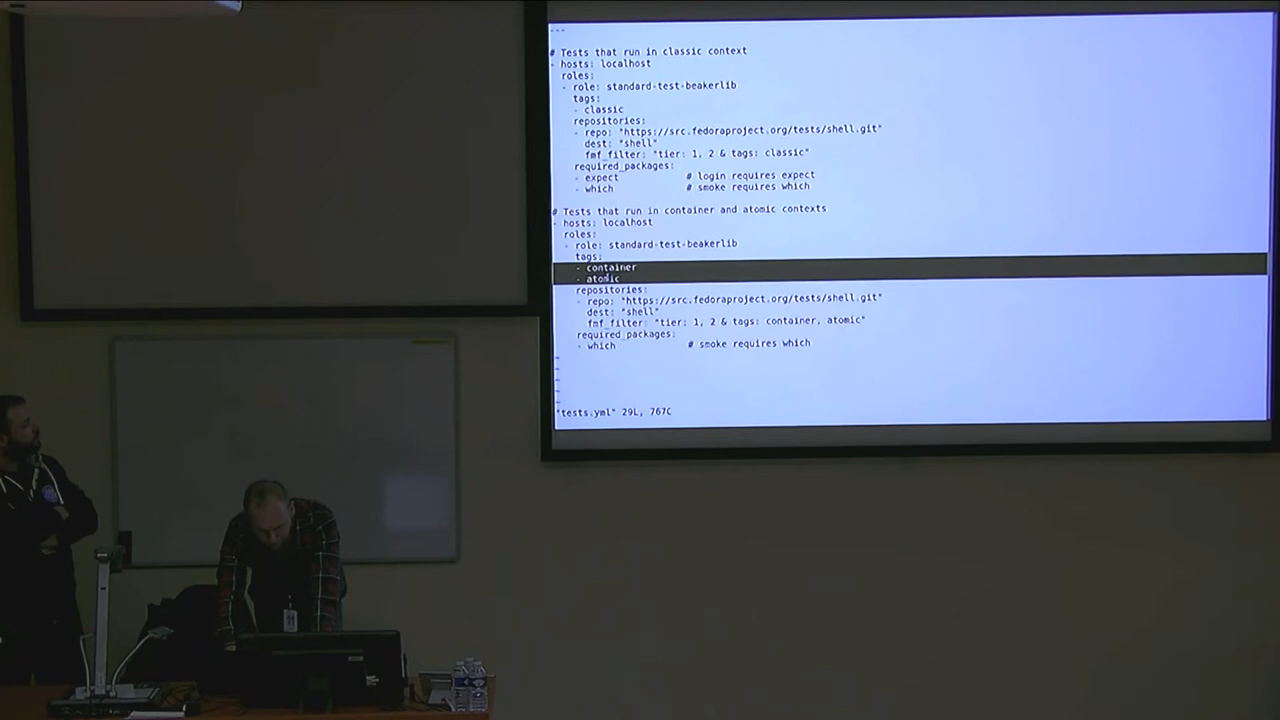 ---
# Tests that run in classic context
- hosts: localhost
roles:
- role: standard-test-beakerlib
tags:
- classic
repositories:
- repo: "https://src.fedoraproject.org/tests/shell.git"
dest: "shell"
fmf_filter: "tier: 1, 2 & tags: classic"
required_packages:
- expect # login requires expect
- which # smoke requires which
# Tests that run in container and atomic contexts
- hosts: localhost
roles:
- role: standard-test-beakerlib
tags:
- container
- atomic
repositories:
- repo: "https://src.fedoraproject.org/tests/shell.git"
dest: "shell"
fmf_filter: "tier: 1, 2 & tags: container, atomic"
required_packages:
- which # smoke requires which
~
~
~
~
~
"tests.yml" 29L, 767C